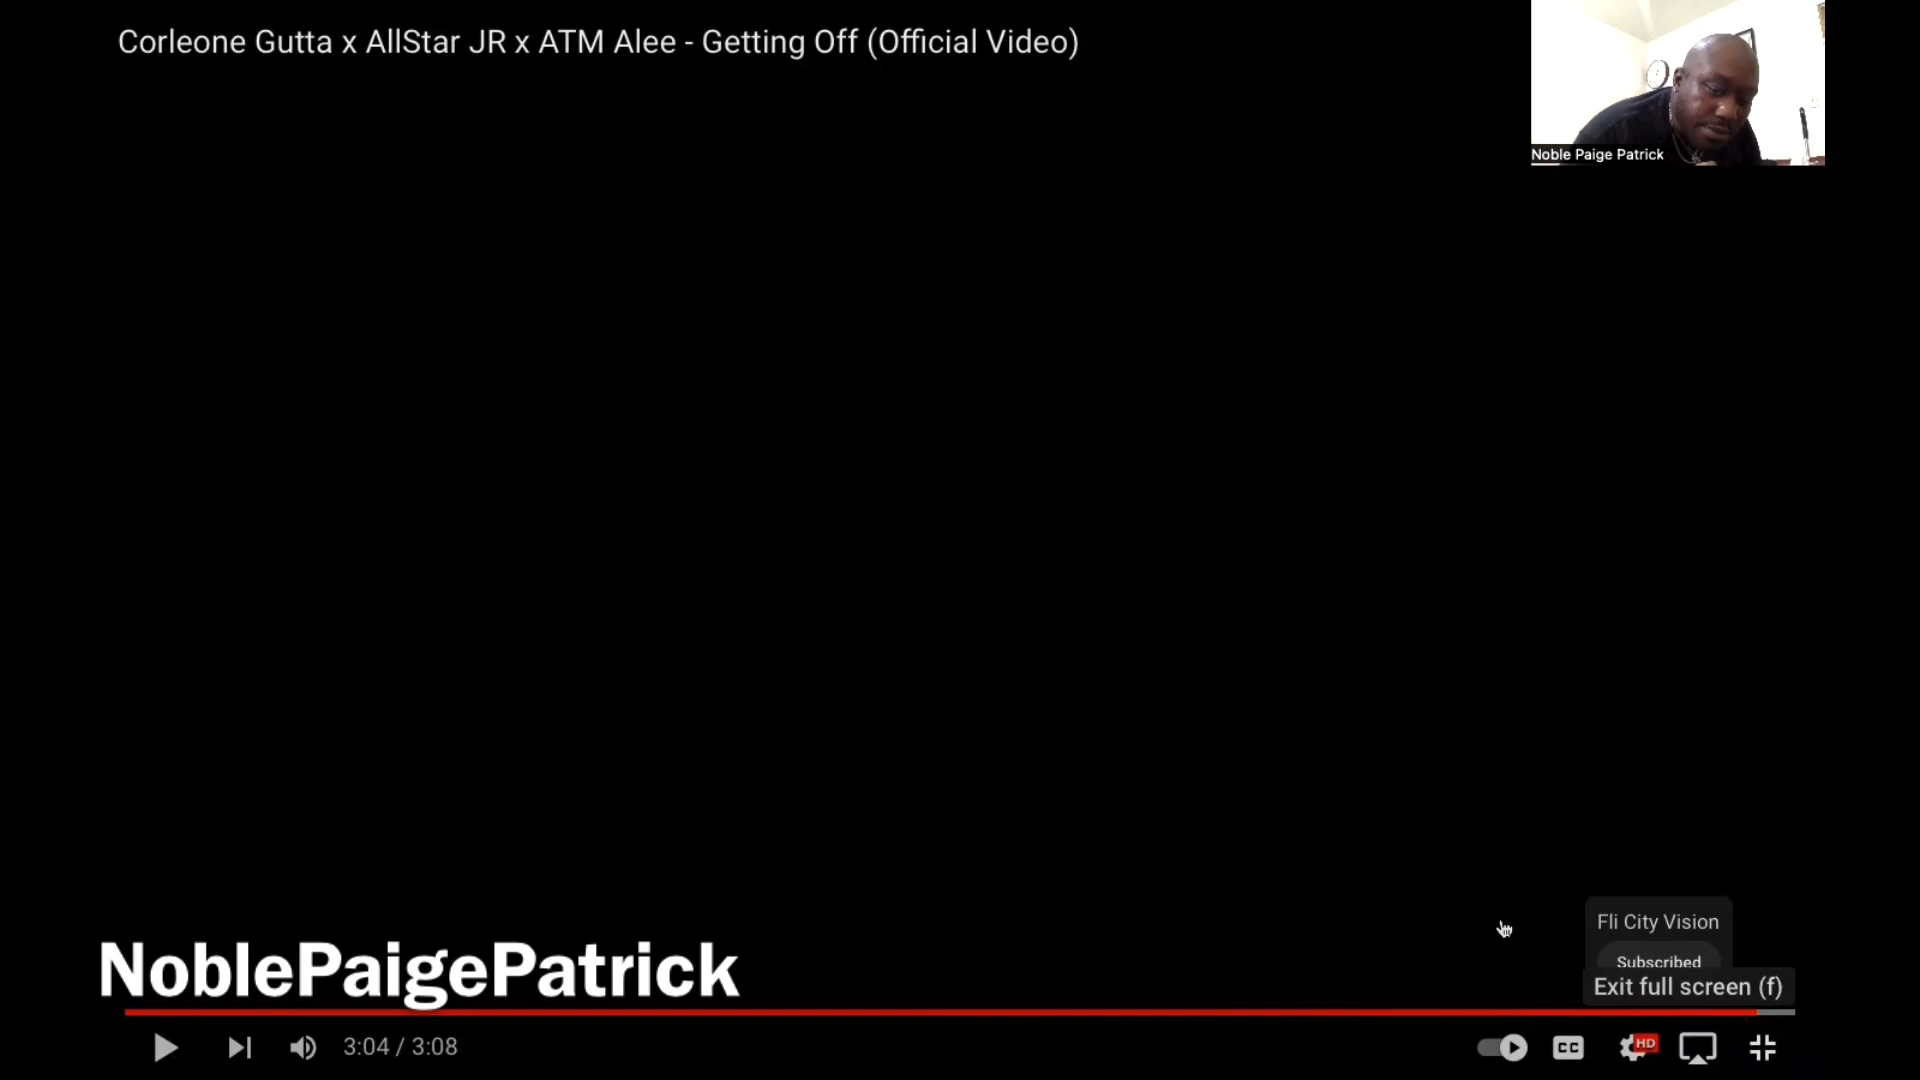 Corleone Gutta x AllStar JR x ATM Alee - Getting Off (Official Video)
Noble Paige Patrick
Fli City Vision
Subscribed
Exit full screen (f)
NoblePaigePatrick
3:04 / 3:08
CC
HD